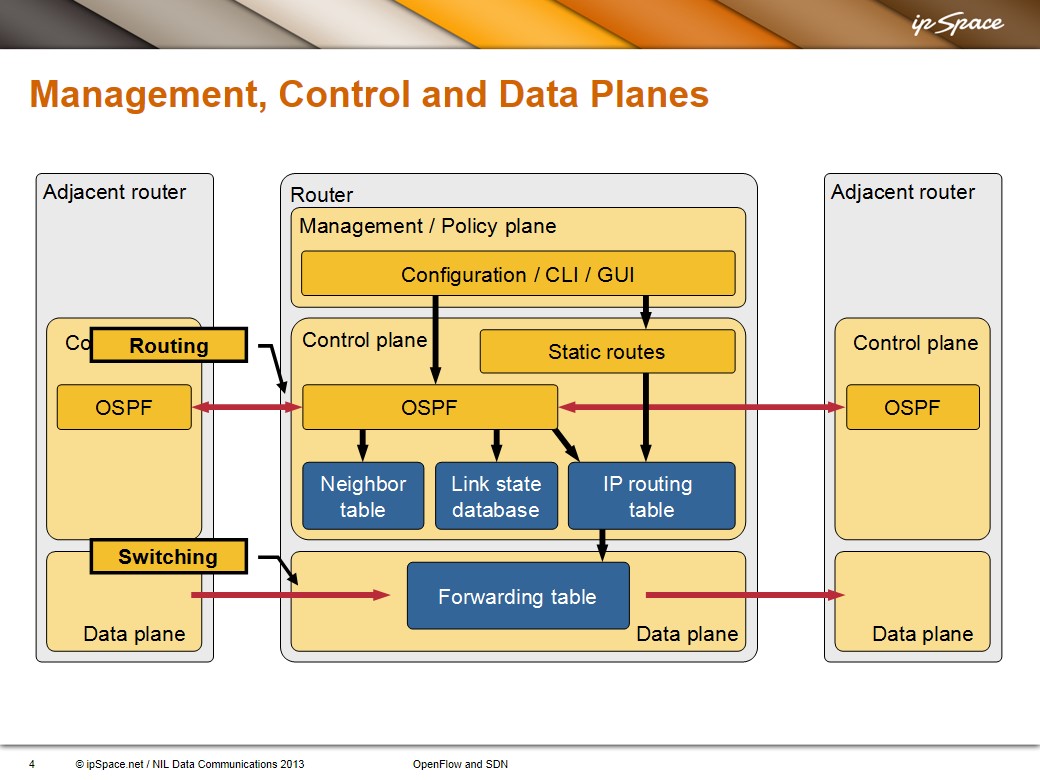 ipSpace
Management, Control and Data Planes
Adjacent router
Router
Adjacent router
Management / Policy plane
Configuration / CLI / GUI
Co
Routing
Control plane
Static routes
Control plane
OSPF
OSPF
OSPF
Neighbor
table
Link state
database
IP routing
table
Switching
Forwarding table
Data plane
Data plane
Data plane
4
© ipSpace.net / NIL Data Communications 2013
OpenFlow and SDN